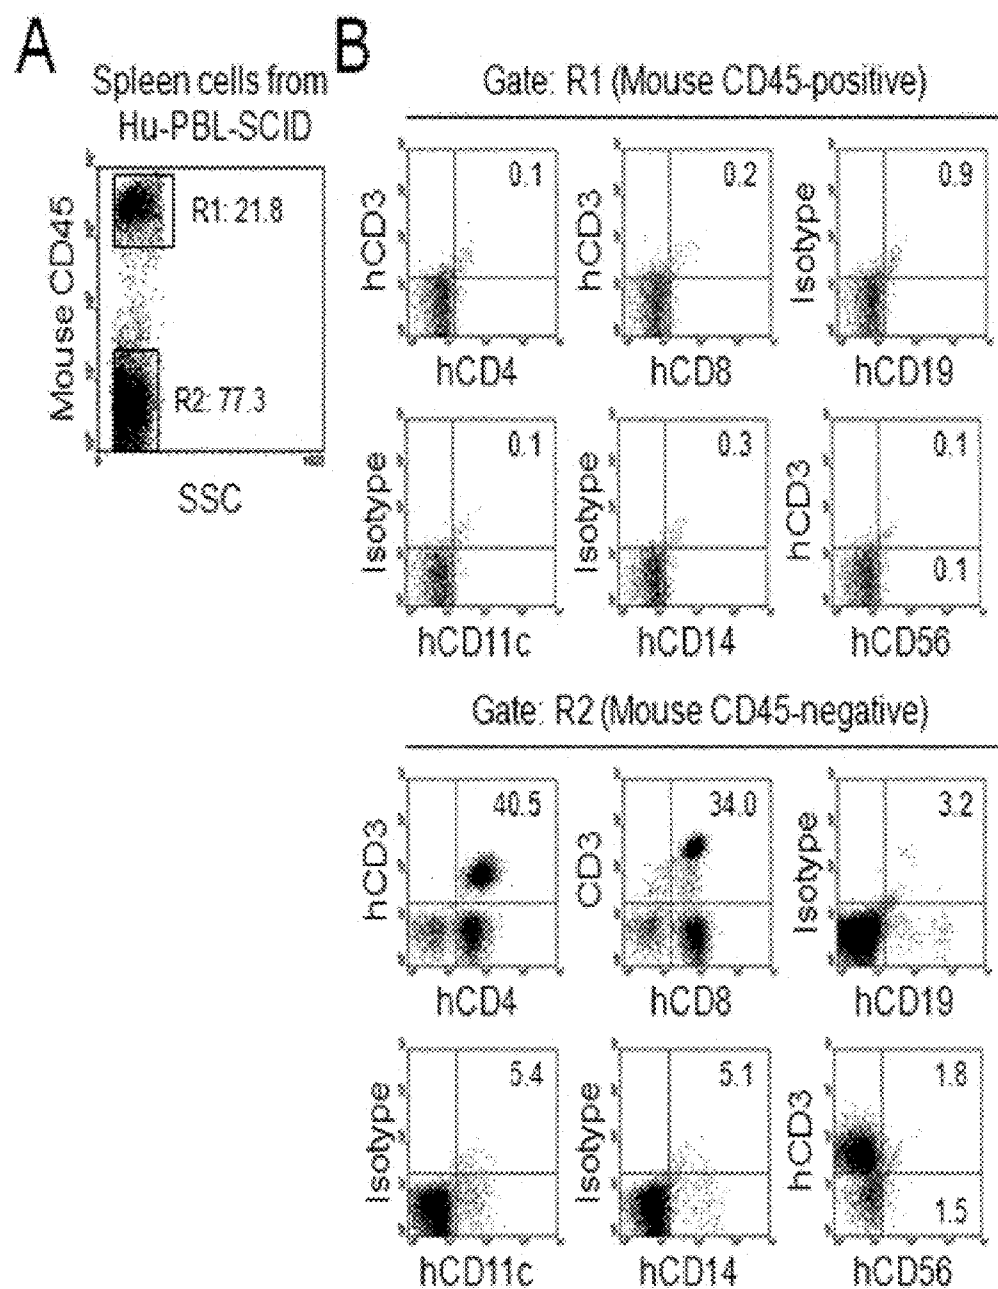 A
B
Spleen cells from
Hu-PBL-SCID
Mouse CD45
R1: 21.8
R2: 77.3
SSC
Gate: R1 (Mouse CD45-positive)
hCD3
0.1
hCD4
hCD3
0.2
hCD8
Isotype
0.9
hCD19
Isotype
0.1
hCD11c
Isotype
0.3
hCD14
hCD3
0.1
0.1
hCD56
Gate: R2 (Mouse CD45-negative)
hCD3
40.5
hCD4
CD3
34.0
hCD8
Isotype
3.2
hCD19
Isotype
5.4
hCD11c
Isotype
5.1
hCD14
hCD3
1.8
1.5
hCD56